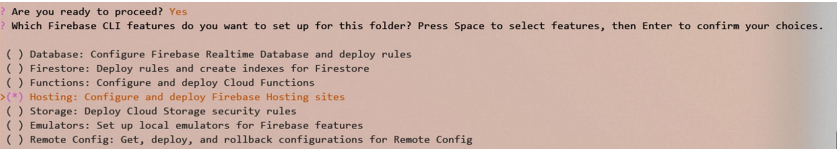 ? Are you ready to proceed? Yes
? Which Firebase CLI features do you want to set up for this folder? Press Space to select features, then Enter to confirm your choices.
( ) Database: Configure Firebase Realtime Database and deploy rules
( ) Firestore: Deploy rules and create indexes for Firestore
( ) Functions: Configure and deploy Cloud Functions
>(*) Hosting: Configure and deploy Firebase Hosting sites
( ) Storage: Deploy Cloud Storage security rules
( ) Emulators: Set up local emulators for Firebase features
( ) Remote Config: Get, deploy, and rollback configurations for Remote Config